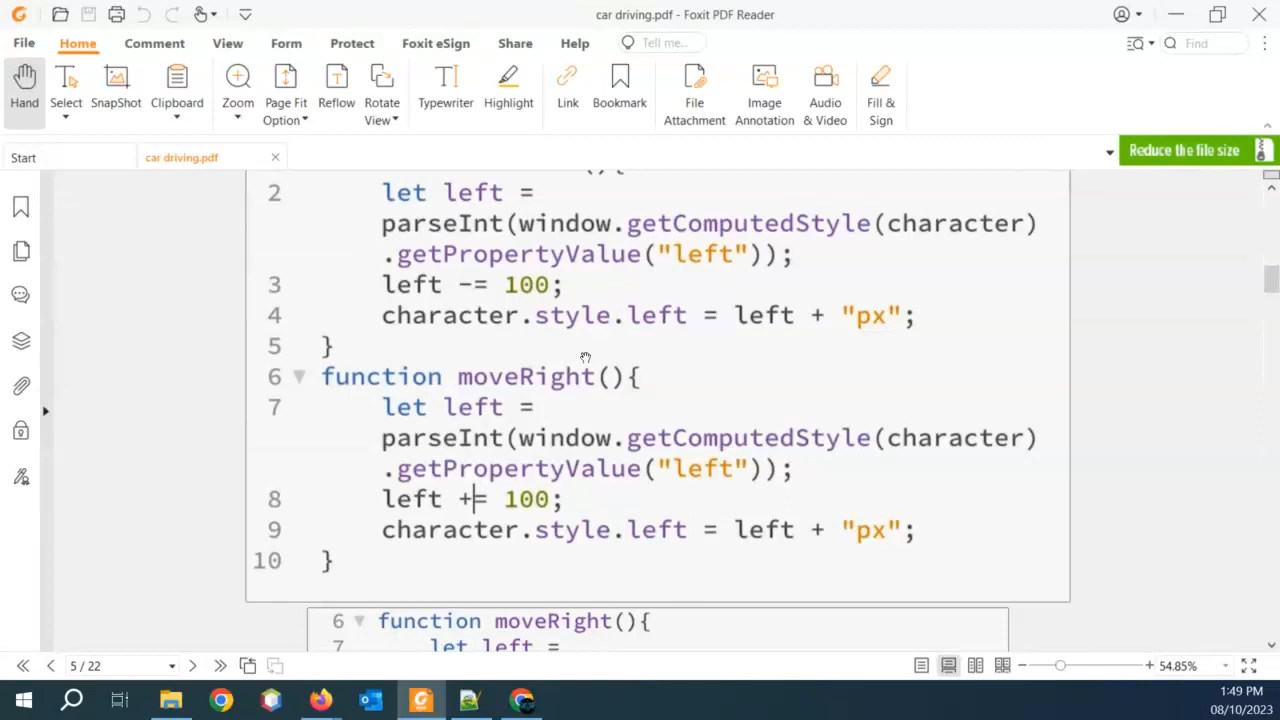 car driving.pdf - Foxit PDF Reader
File Home Comment View Form Protect Foxit eSign Share Help Tell me.. Find
Hand Select SnapShot Clipboard Zoom Page Fit Option Reflow Rotate View Typewriter Highlight Link Bookmark File Attachment Image Annotation Audio & Video Fill & Sign
Start car driving.pdf Reduce the file size
(){
2 let left =
parseInt(window.getComputedStyle(character)
.getPropertyValue("left"));
3 left -= 100;
4 character.style.left = left + "px";
5 }
6 function moveRight(){
7 let left =
parseInt(window.getComputedStyle(character)
.getPropertyValue("left"));
8 left += 100;
9 character.style.left = left + "px";
10 }
6 function moveRight(){
7 let left =
5 / 22 54.85%
1:49 PM
08/10/2023